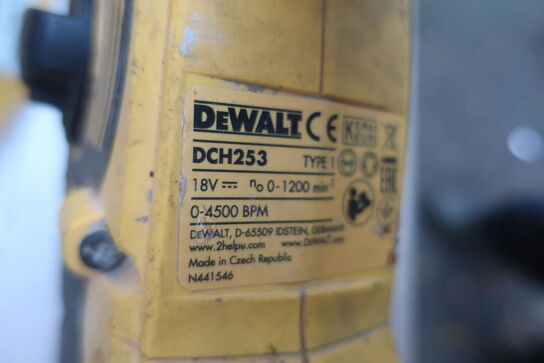 DEWALT CE
DCH253 TYPE 1
18V ⎓ n₀ 0-1200 min⁻¹
0-4500 BPM
DEWALT, D-65509 IDSTEIN, GERMANY
www.2helpu.com www.DEWALT.com
Made in Czech Republic
N441546